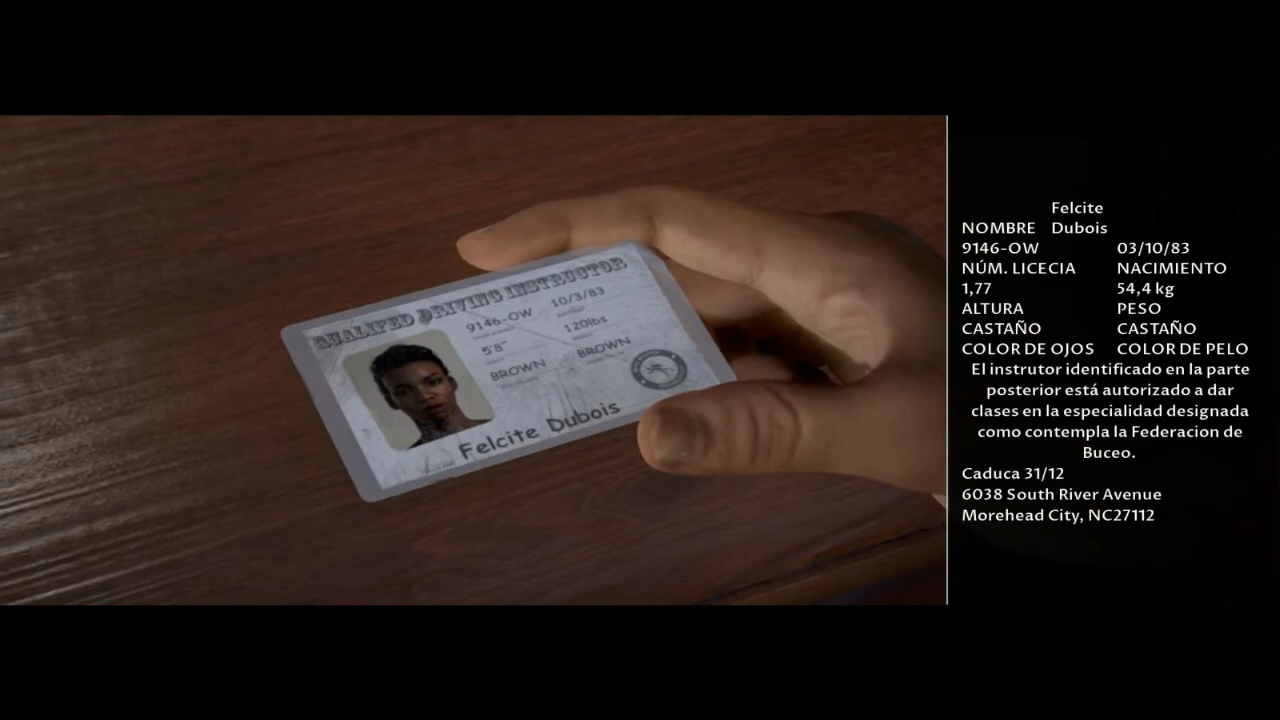 QUALIFED DRIVING INSTRUCTOR
9146-OW 10/3/83
5'8" 120lbs
BROWN BROWN
Felcite Dubois
Felcite
NOMBRE Dubois
9146-OW 03/10/83
NÚM. LICECIA NACIMIENTO
1,77 54,4 kg
ALTURA PESO
CASTAÑO CASTAÑO
COLOR DE OJOS COLOR DE PELO
El instrutor identificado en la parte
posterior está autorizado a dar
clases en la especialidad designada
como contempla la Federacion de
Buceo.
Caduca 31/12
6038 South River Avenue
Morehead City, NC27112